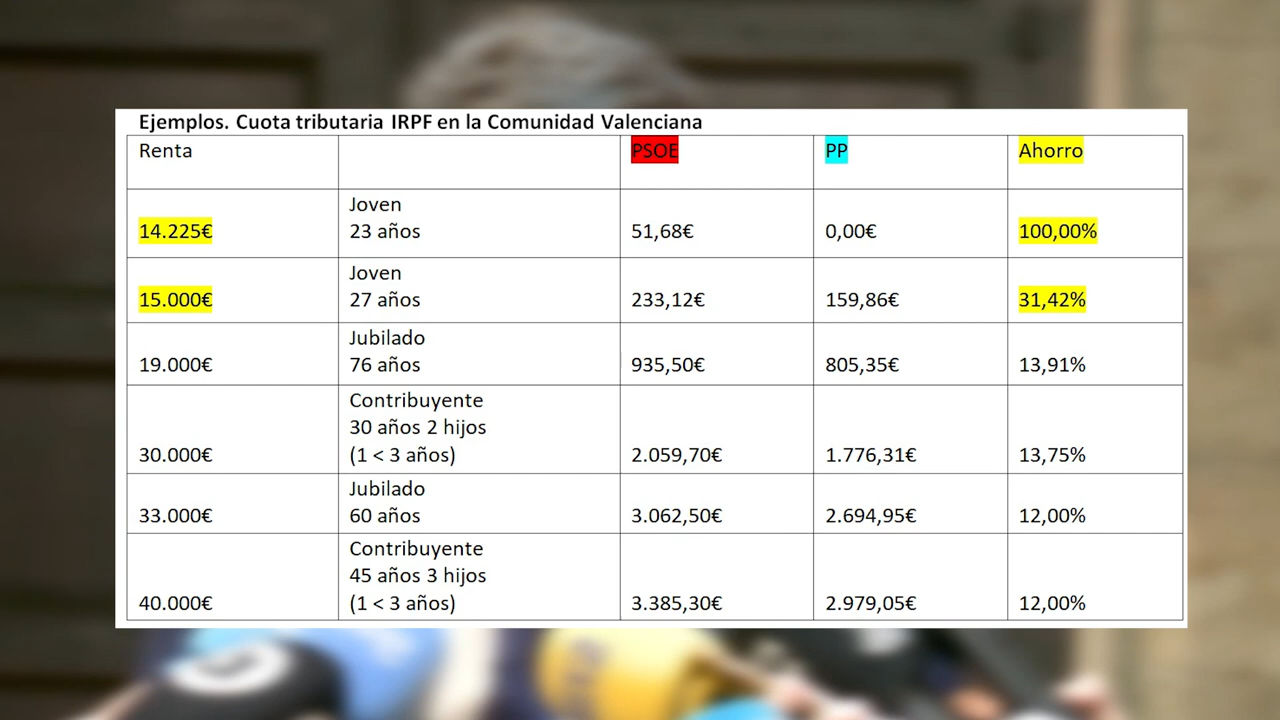 Ejemplos. Cuota tributaria IRPF en la Comunidad Valenciana
Renta PSOE PP Ahorro
Joven
14.225€ 23 años 51,68€ 0,00€ 100,00%
Joven
15.000€ 27 años 233,12€ 159,86€ 31,42%
Jubilado
19.000€ 76 años 935,50€ 805,35€ 13,91%
Contribuyente
30 años 2 hijos
30.000€ (1 < 3 años) 2.059,70€ 1.776,31€ 13,75%
Jubilado
33.000€ 60 años 3.062,50€ 2.694,95€ 12,00%
Contribuyente
45 años 3 hijos
40.000€ (1 < 3 años) 3.385,30€ 2.979,05€ 12,00%